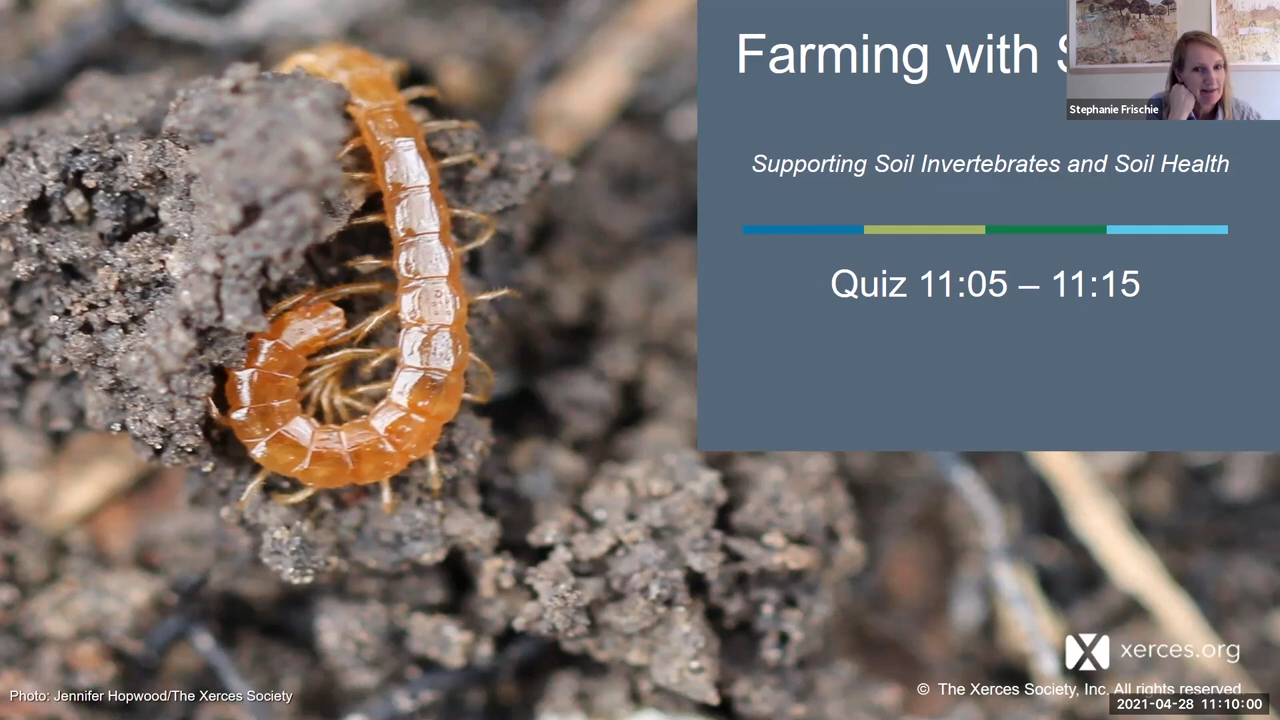 Farming with S
Stephanie Frischie
Supporting Soil Invertebrates and Soil Health
Quiz 11:05 – 11:15
xerces.org
Photo: Jennifer Hopwood/The Xerces Society
© The Xerces Society, Inc. All rights reserved
2021-04-28 11:10:00